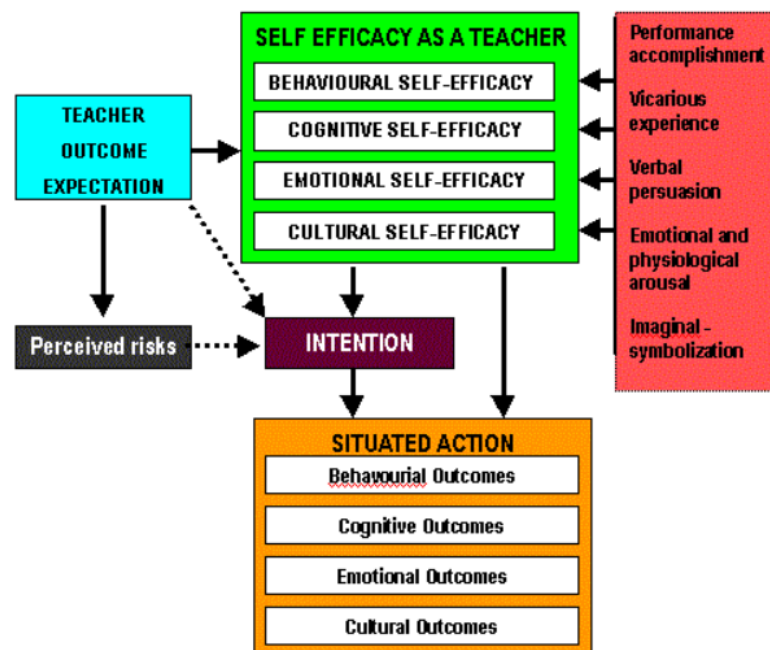 SELF EFFICACY AS A TEACHER
BEHAVIOURAL SELF-EFFICACY
COGNITIVE SELF-EFFICACY
EMOTIONAL SELF-EFFICACY
CULTURAL SELF-EFFICACY
TEACHER
OUTCOME
EXPECTATION
Performance
accomplishment
Vicarious
experience
Verbal
persuasion
Emotional and
physiological
arousal
Imaginal -
symbolization
Perceived risks
INTENTION
SITUATED ACTION
Behavourial Outcomes
Cognitive Outcomes
Emotional Outcomes
Cultural Outcomes